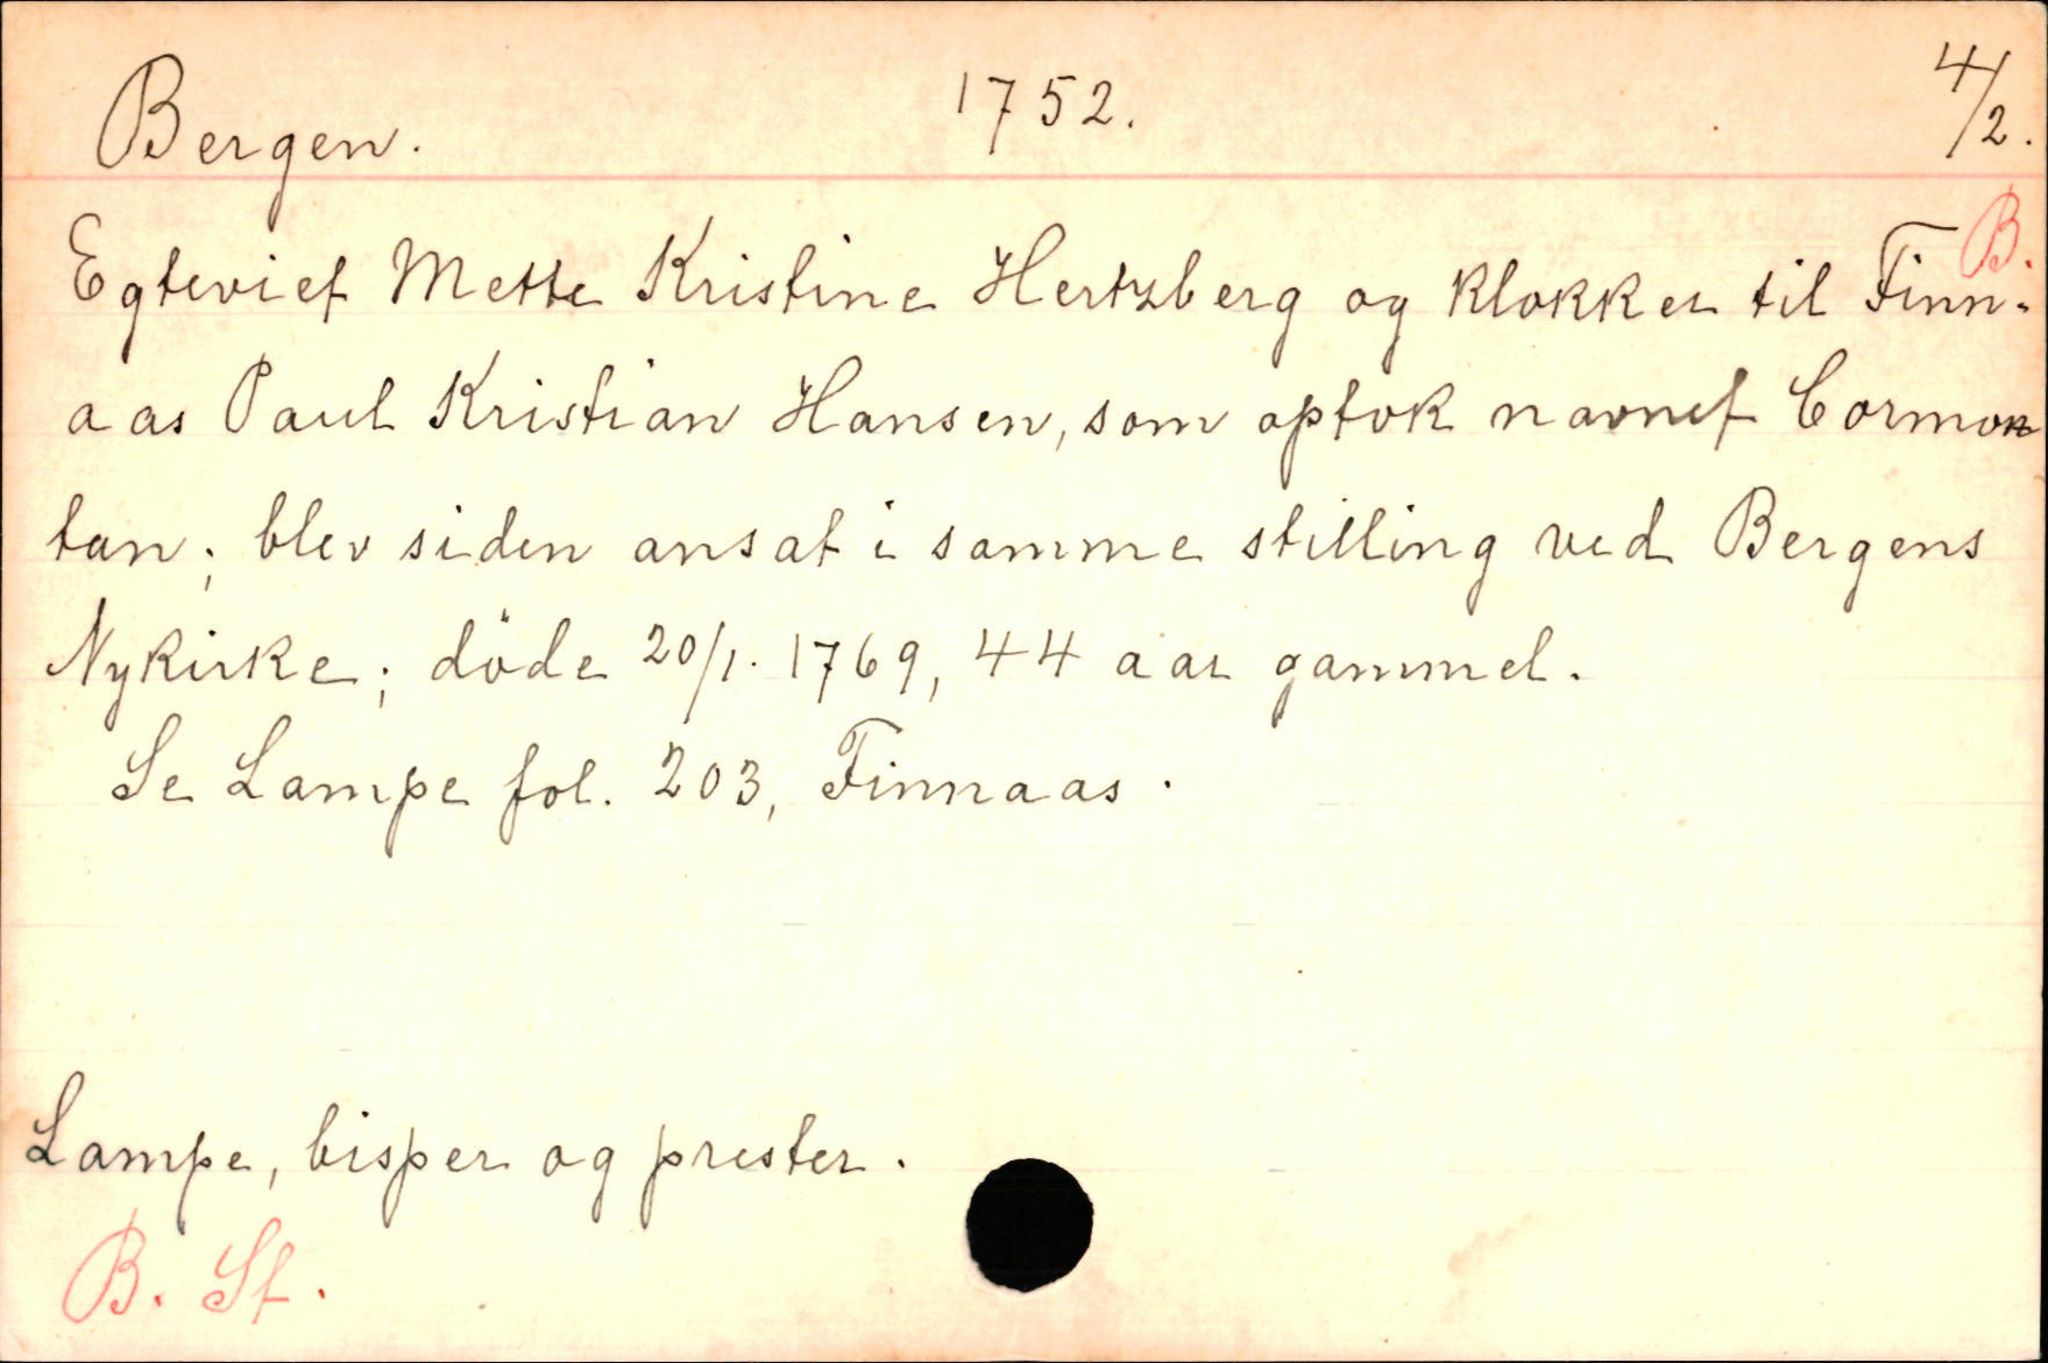 Bergen. 1752. 4/2.
B.
Egteviet Mette Kristine Hertzberg og klokker til Finn-
aas Paul Kristian Hansen, som optok navnet Cormon
tan; blev siden ansat i samme stilling ved Bergens
Nykirke; döde 20/1. 1769, 44 aar gammel.
Se Lampe fol. 203, Finnaas.
Lampe, bisper og prester.
B. St.